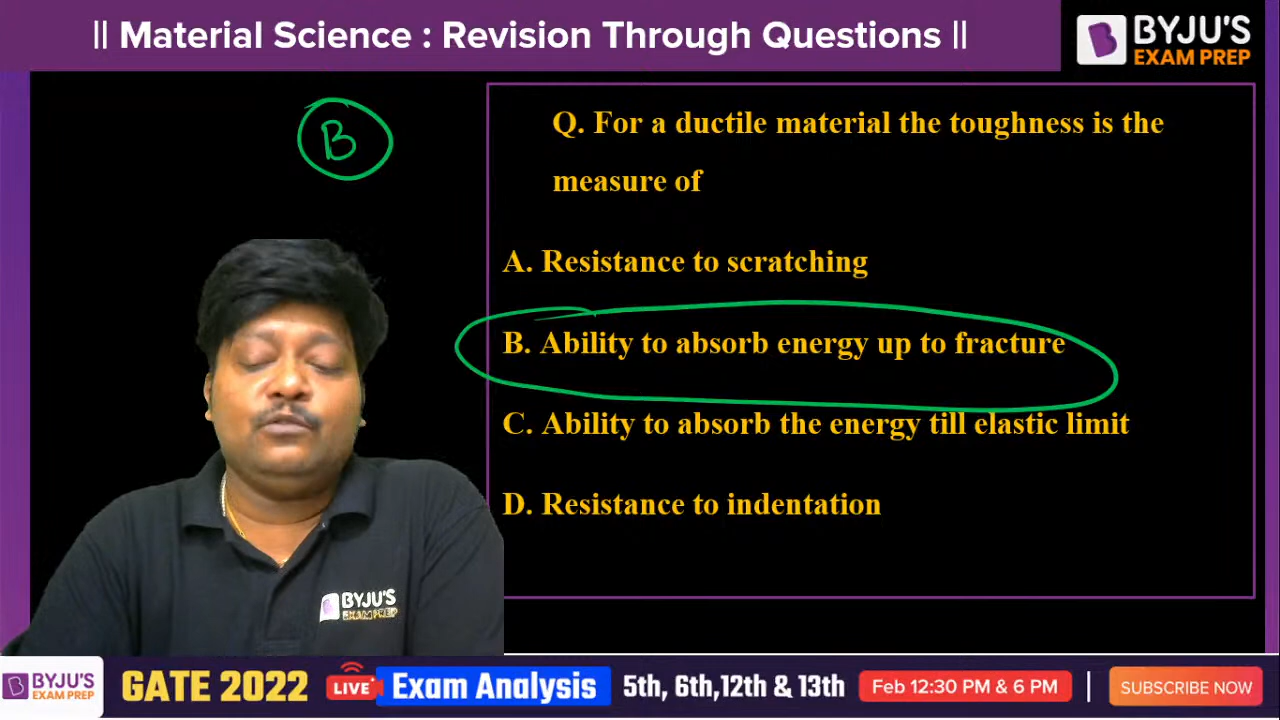 || Material Science : Revision Through Questions ||
BYJU'S
EXAM PREP
B
Q. For a ductile material the toughness is the
measure of
A. Resistance to scratching
B. Ability to absorb energy up to fracture
C. Ability to absorb the energy till elastic limit
D. Resistance to indentation
BYJU'S
EXAM PREP
BYJU'S
EXAM PREP
GATE 2022
LIVE
Exam Analysis
5th, 6th,12th & 13th
Feb 12:30 PM & 6 PM
SUBSCRIBE NOW